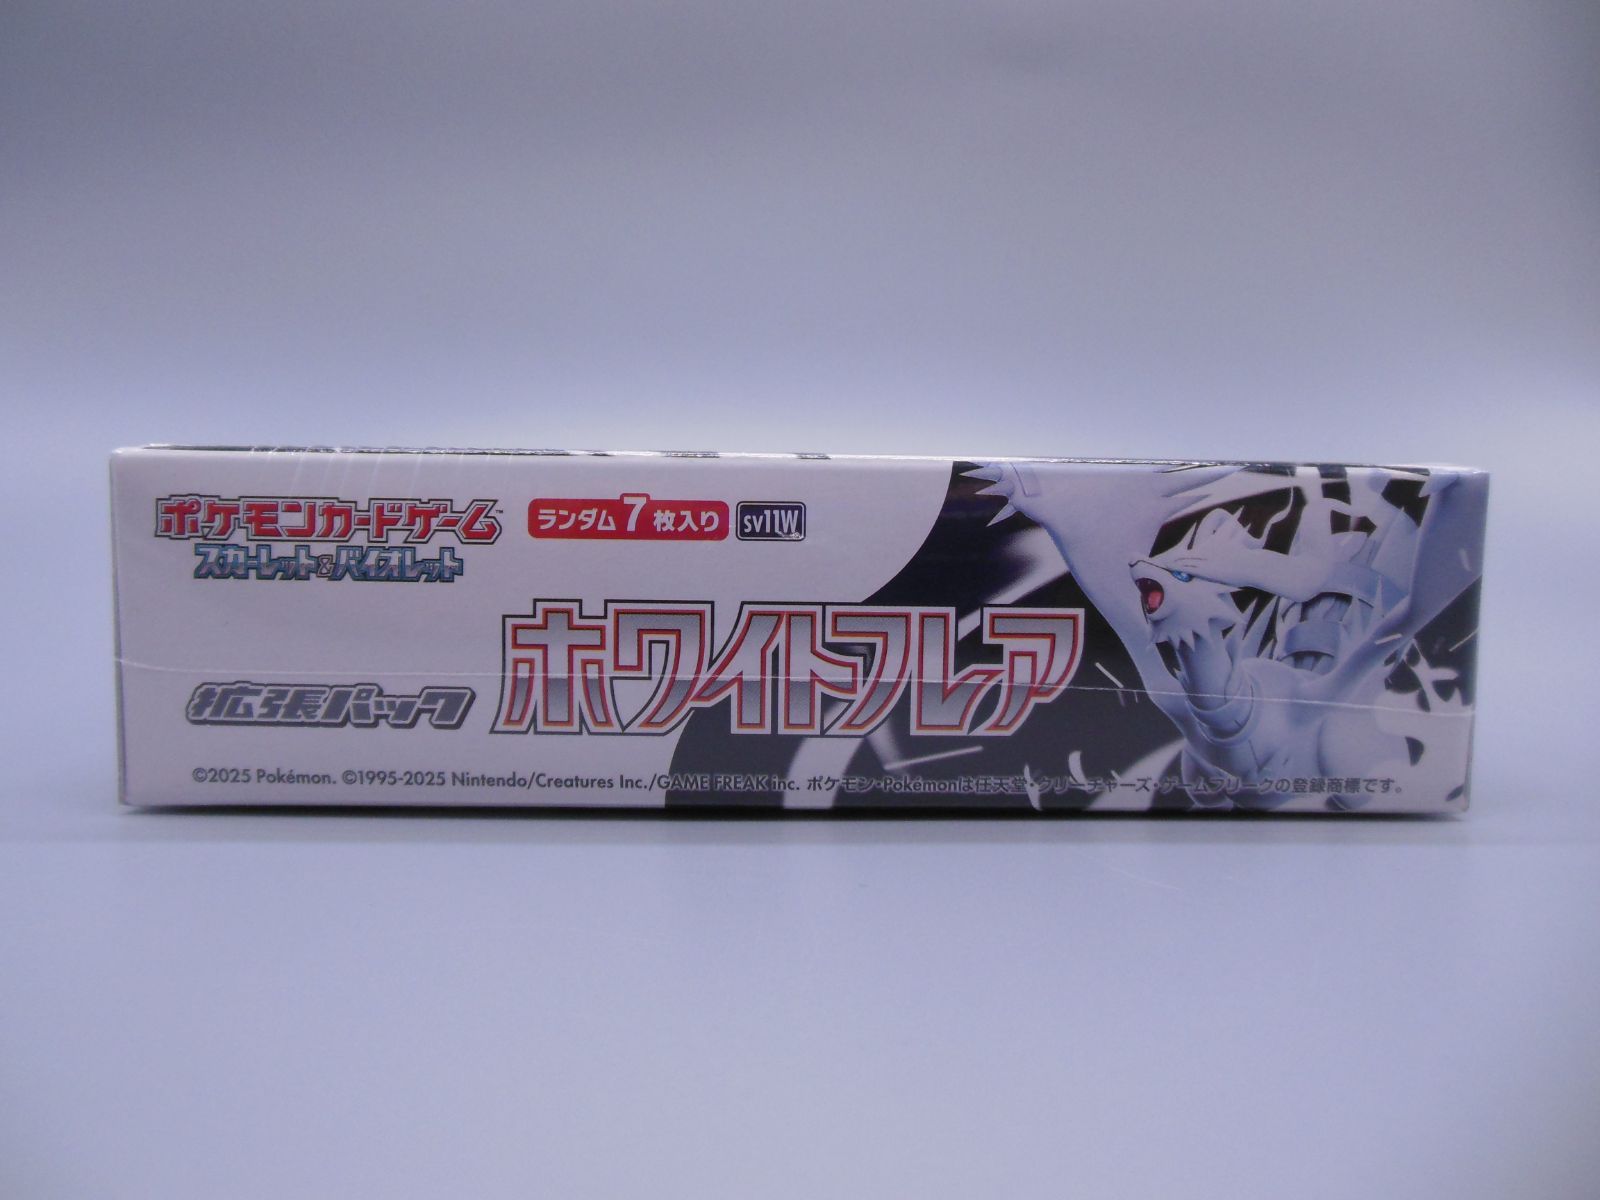 ポケモンカードゲーム™
スカーレット&バイオレット
ランダム7枚入り
sv11W
拡張パック
ホワイトフレア
©2025 Pokémon. ©1995-2025 Nintendo/Creatures Inc./GAME FREAK inc. ポケモン・Pokémonは任天堂・クリーチャーズ・ゲームフリークの登録商標です。